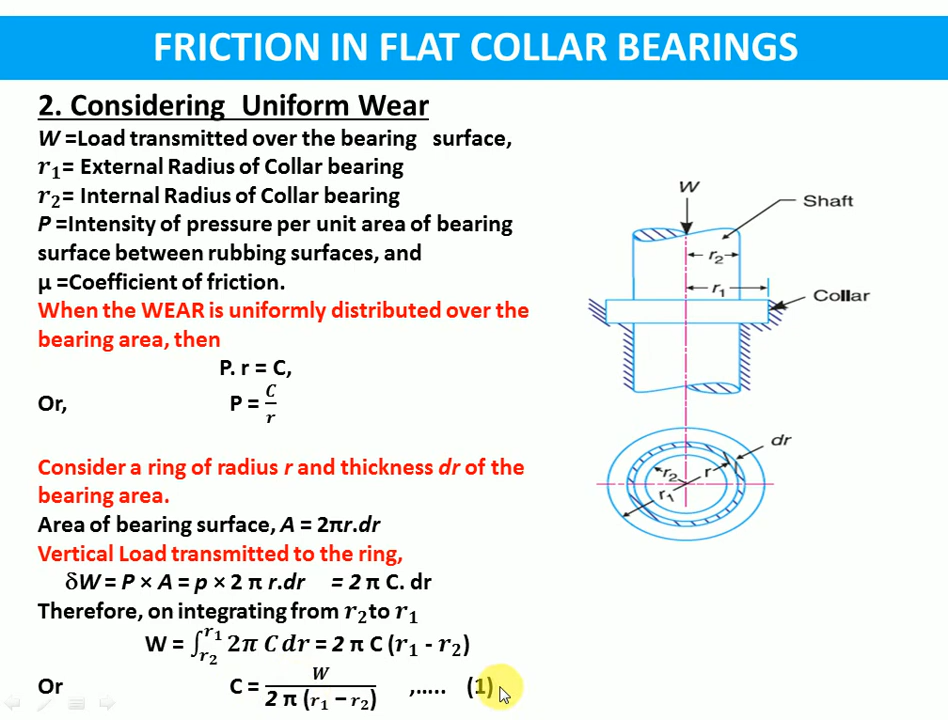 FRICTION IN FLAT COLLAR BEARINGS
2. Considering Uniform Wear
W =Load transmitted over the bearing surface,
r₁= External Radius of Collar bearing
r₂= Internal Radius of Collar bearing
P =Intensity of pressure per unit area of bearing
surface between rubbing surfaces, and
μ =Coefficient of friction.
When the WEAR is uniformly distributed over the
bearing area, then
P. r = C,
Or, P = C/r
Consider a ring of radius r and thickness dr of the
bearing area.
Area of bearing surface, A = 2πr.dr
Vertical Load transmitted to the ring,
δW = P × A = p × 2 π r.dr = 2 π C. dr
Therefore, on integrating from r₂ to r₁
W = ∫_{r₂}^{r₁} 2π C dr = 2 π C (r₁ - r₂)
Or C = W / 2 π (r₁ − r₂) ,..... (1)
W
Shaft
r₂
r₁
Collar
dr
r₂
r
r₁